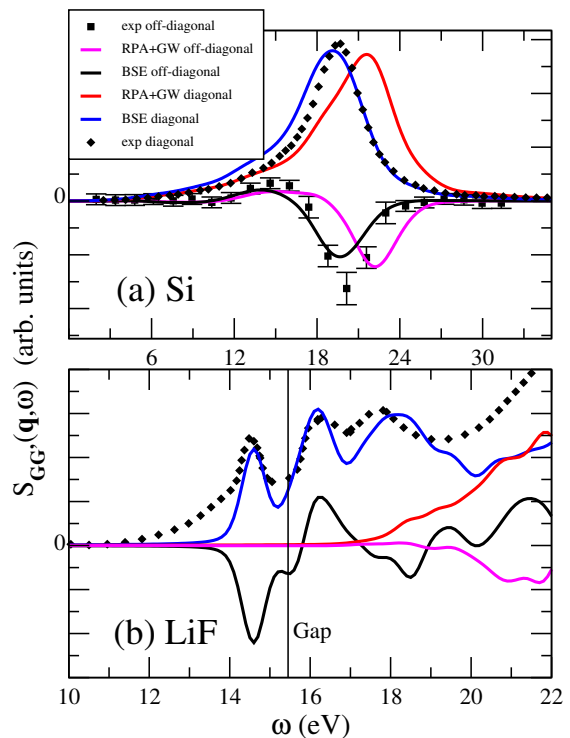 exp off-diagonal
RPA+GW off-diagonal
BSE off-diagonal
RPA+GW diagonal
BSE diagonal
exp diagonal
0
(a) Si
6 12 18 24 30
S_GG'(q,ω) (arb. units)
0
(b) LiF
Gap
10 12 14 16 18 20 22
ω (eV)